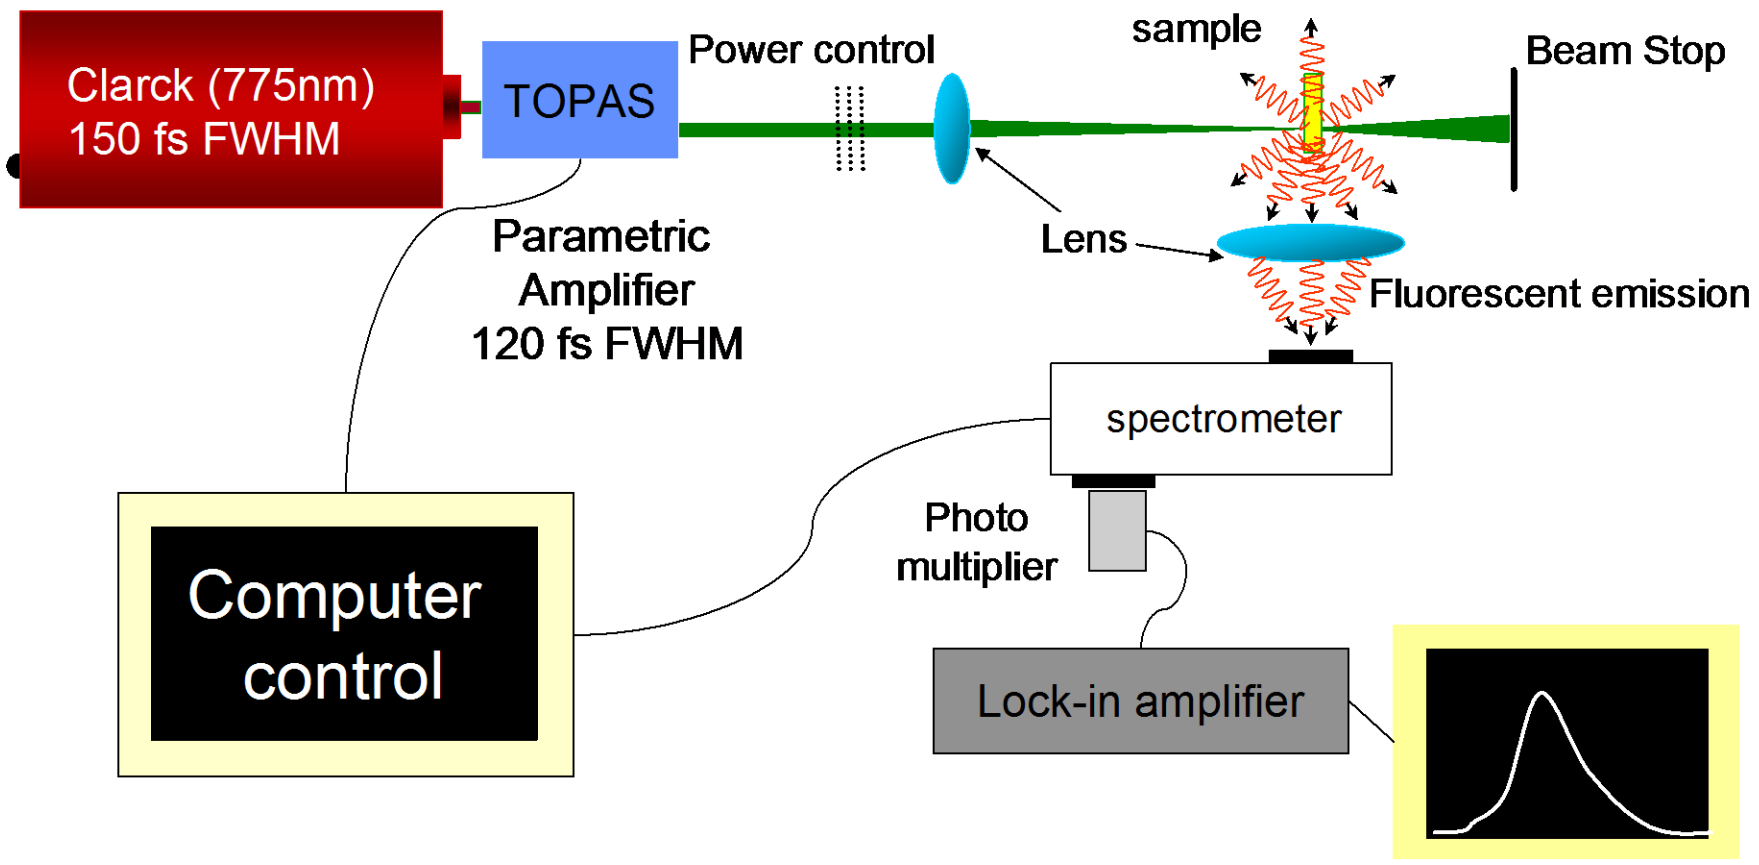 Clarck (775nm)
150 fs FWHM
TOPAS
Power control
sample
Beam Stop
Parametric
Amplifier
120 fs FWHM
Lens
Fluorescent emission
spectrometer
Photo
multiplier
Computer
control
Lock-in amplifier